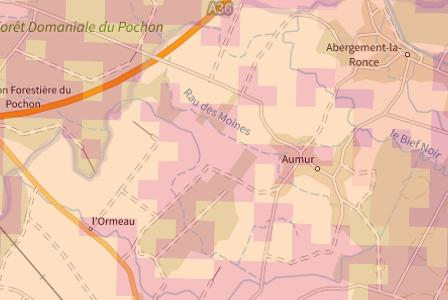 A36
orêt Domaniale du Pochon
Abergement-la-
Ronce
on Forestière du
Pochon
Rau des Moines
le Bief Noir
Aumur
l'Ormeau